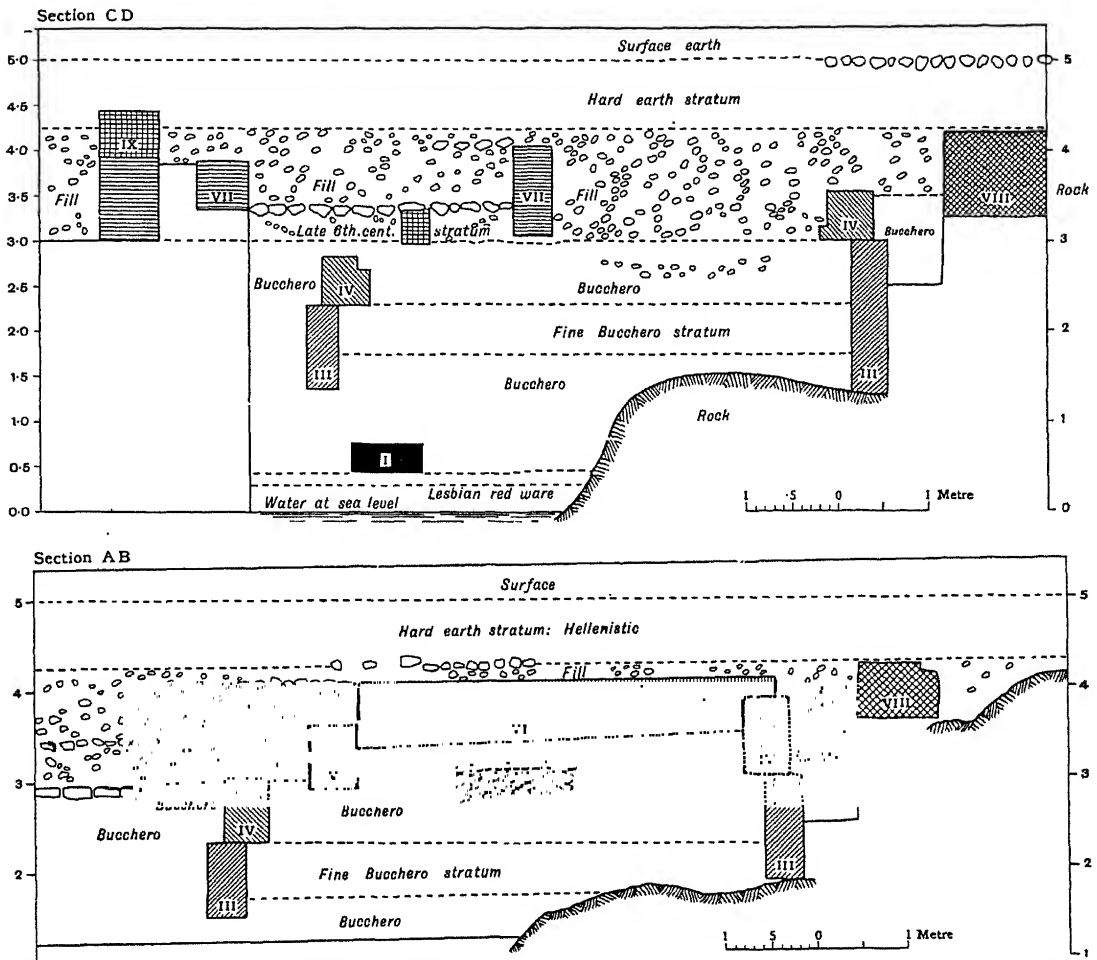 Section C D
Surface earth
5·0
5
Hard earth stratum
4·5
IX
4·0
4
Fill
VII
Fill
VII
Fill
VIII
Rock
3·5
IV
Bucchero
Late 6th. cent. stratum
3·0
3
Bucchero
IV
Bucchero
2·5
Fine Bucchero stratum
2·0
2
III
III
1·5
Bucchero
Rock
1·0
1
I
0·5
Lesbian red ware
Water at sea level
1 ·5 0 1 Metre
0·0
0
Section A B
Surface
5
5
Hard earth stratum: Hellenistic
Fill
4
4
VIII
VI
V
3
3
Bucchero
Bucchero
Bucchero
IV
III
2
2
Fine Bucchero stratum
III
Bucchero
1 5 0 1 Metre
1